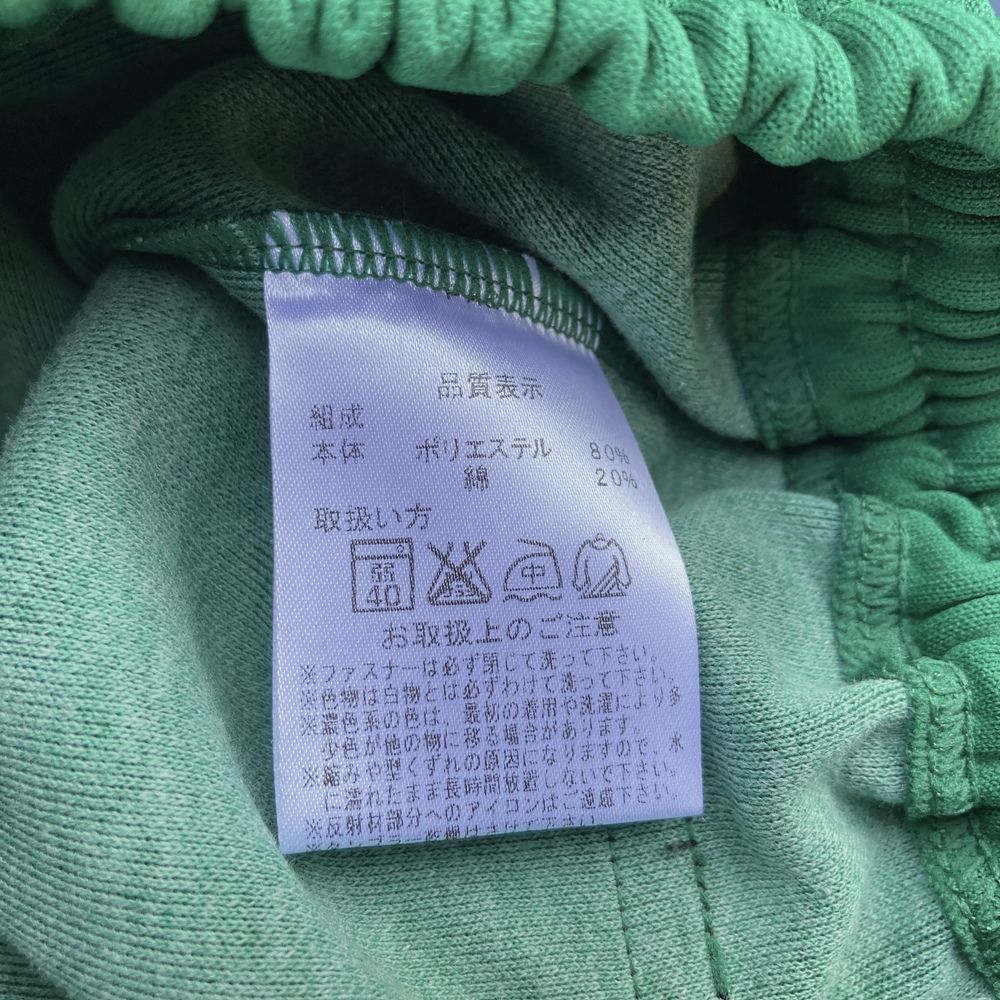 品質表示
組成
本体 ポリエステル 80%
綿 20%
取扱い方
弱
40
中
お取扱上のご注意
※ファスナーは必ず閉じて洗って下さい。
※色物は白物とは必ずわけて洗って下さい。
※濃色系の色は、最初の着用や洗濯により多
少色が他の物に移る場合があります。
※縮みや型くずれの原因になりますので、水
に濡れたまま長時間放置しないで下さい。
※反射材部分へのアイロンはご遠慮下さい。